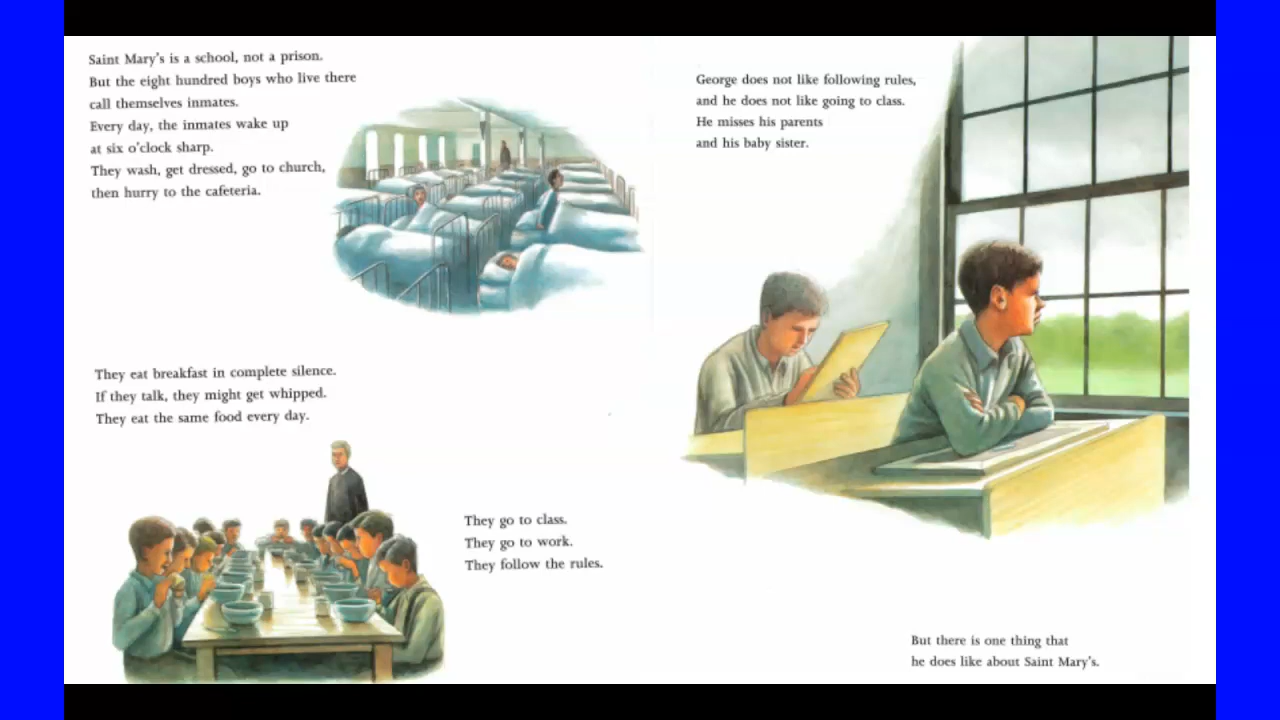 Saint Mary's is a school, not a prison.
But the eight hundred boys who live there
call themselves inmates.
Every day, the inmates wake up
at six o'clock sharp.
They wash, get dressed, go to church,
then hurry to the cafeteria.
They eat breakfast in complete silence.
If they talk, they might get whipped.
They eat the same food every day.
They go to class.
They go to work.
They follow the rules.
George does not like following rules,
and he does not like going to class.
He misses his parents
and his baby sister.
But there is one thing that
he does like about Saint Mary's.